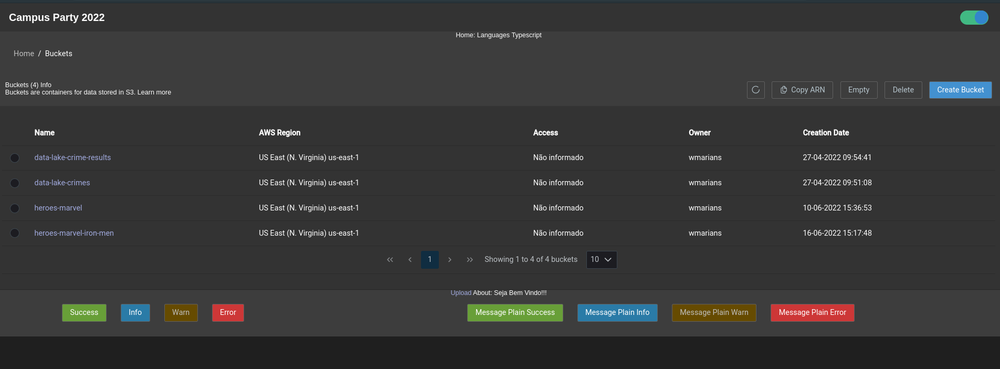 Campus Party 2022
Home: Languages Typescript
Home / Buckets
Buckets (4) Info
Buckets are containers for data stored in S3. Learn more
Copy ARN Empty Delete Create Bucket
Name AWS Region Access Owner Creation Date
data-lake-crime-results US East (N. Virginia) us-east-1 Não informado wmarians 27-04-2022 09:54:41
data-lake-crimes US East (N. Virginia) us-east-1 Não informado wmarians 27-04-2022 09:51:08
heroes-marvel US East (N. Virginia) us-east-1 Não informado wmarians 10-06-2022 15:36:53
heroes-marvel-iron-men US East (N. Virginia) us-east-1 Não informado wmarians 16-06-2022 15:17:48
1 Showing 1 to 4 of 4 buckets 10
Upload About: Seja Bem Vindo!!!
Success Info Warn Error Message Plain Success Message Plain Info Message Plain Warn Message Plain Error